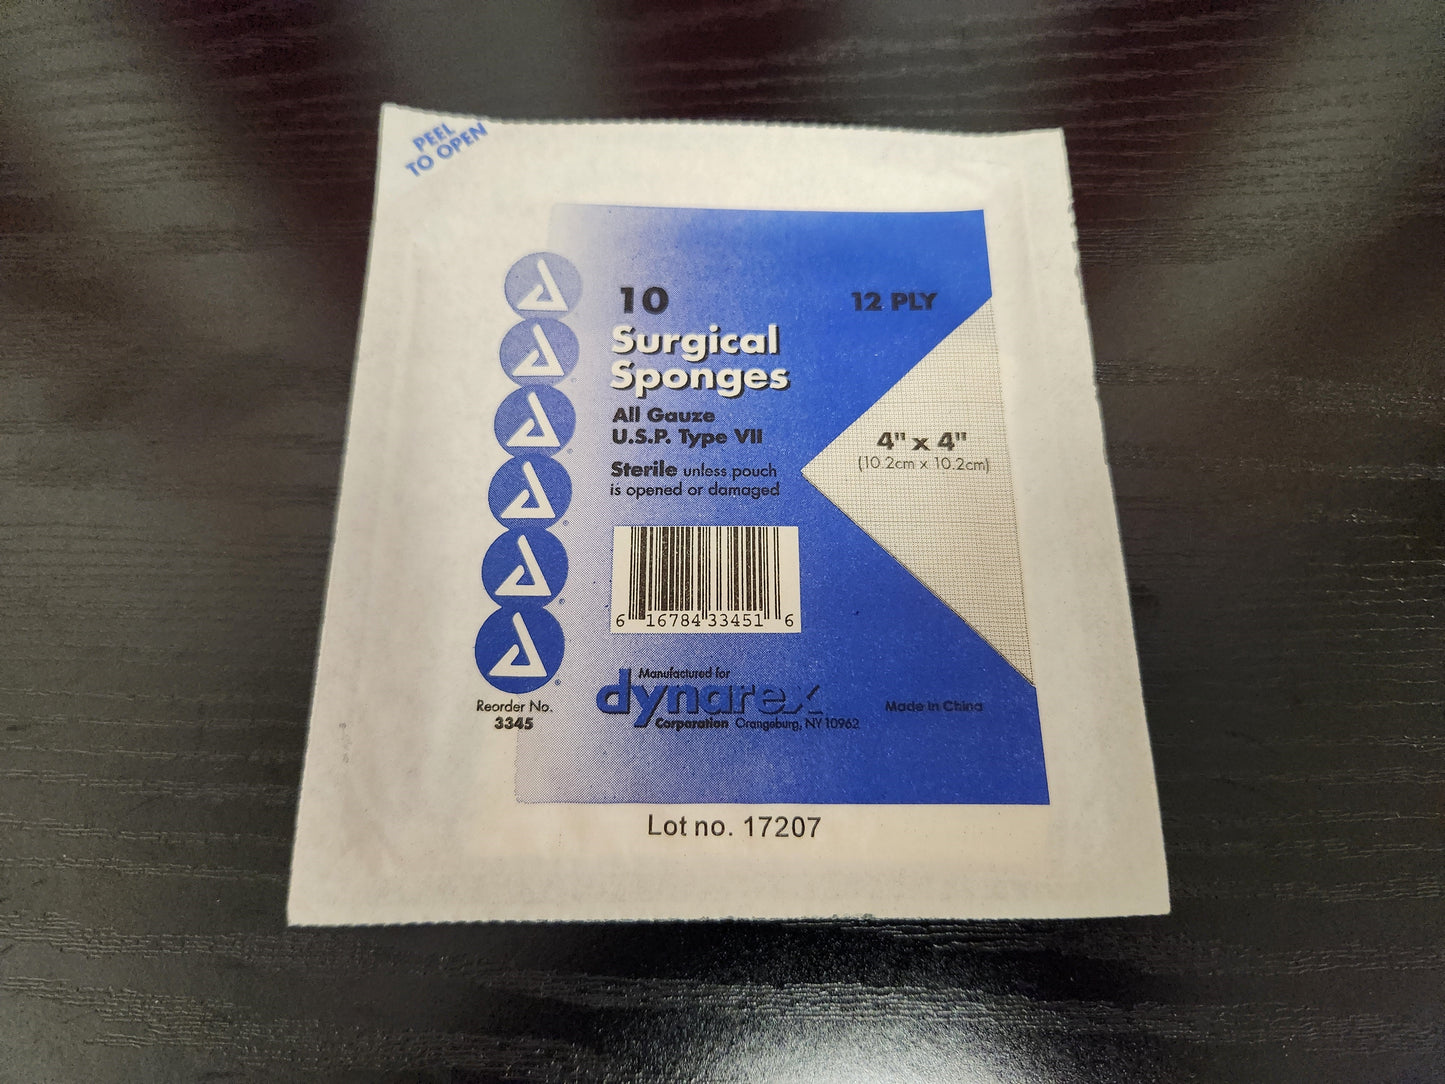 PEEL
TO OPEN
10
12 PLY
Surgical
Sponges
All Gauze
U.S.P. Type VII
4" x 4"
(10.2cm x 10.2cm)
Sterile unless pouch
is opened or damaged
6 16784 33451 6
Reorder No.
3345
Manufactured for
dynarex
Corporation Orangeburg, NY 10962
Made in China
Lot no. 17207